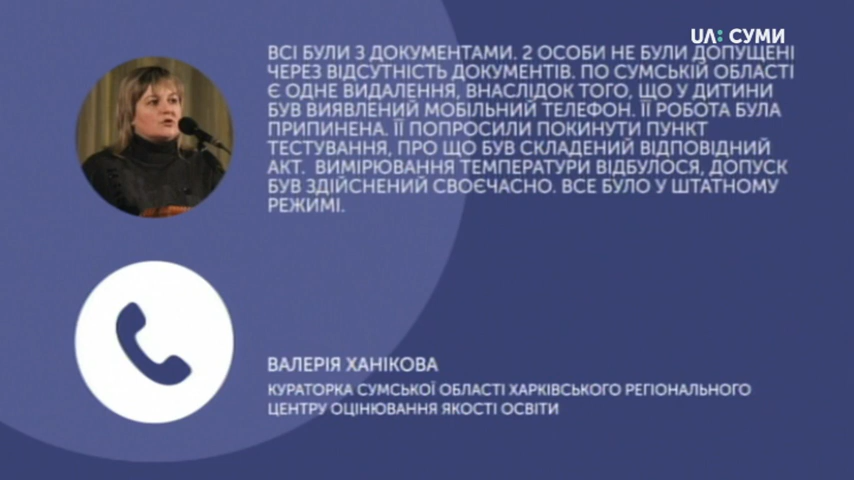 UA: СУМИ
ВСІ БУЛИ З ДОКУМЕНТАМИ. 2 ОСОБИ НЕ БУЛИ ДОПУЩЕНІ
ЧЕРЕЗ ВІДСУТНІСТЬ ДОКУМЕНТІВ. ПО СУМСЬКІЙ ОБЛАСТІ
Є ОДНЕ ВИДАЛЕННЯ, ВНАСЛІДОК ТОГО, ЩО У ДИТИНИ
БУВ ВИЯВЛЕНИЙ МОБІЛЬНИЙ ТЕЛЕФОН. ЇЇ РОБОТА БУЛА
ПРИПИНЕНА. ЇЇ ПОПРОСИЛИ ПОКИНУТИ ПУНКТ
ТЕСТУВАННЯ, ПРО ЩО БУВ СКЛАДЕНИЙ ВІДПОВІДНИЙ
АКТ. ВИМІРЮВАННЯ ТЕМПЕРАТУРИ ВІДБУЛОСЯ, ДОПУСК
БУВ ЗДІЙСНЕНИЙ СВОЄЧАСНО. ВСЕ БУЛО У ШТАТНОМУ
РЕЖИМІ.
ВАЛЕРІЯ ХАНІКОВА
КУРАТОРКА СУМСЬКОЇ ОБЛАСТІ ХАРКІВСЬКОГО РЕГІОНАЛЬНОГО
ЦЕНТРУ ОЦІНЮВАННЯ ЯКОСТІ ОСВІТИ